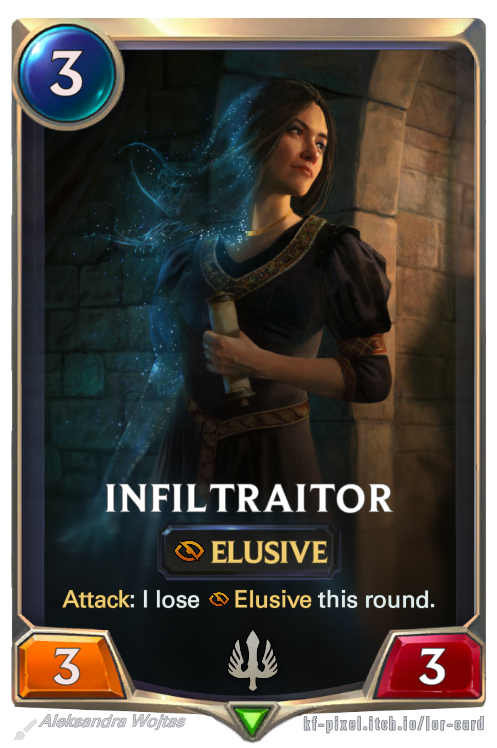 3
INFILTRAITOR
ELUSIVE
Attack: I lose Elusive this round.
3
3
Aleksandra Wojtas
kf-pixel.itch.io/lor-card